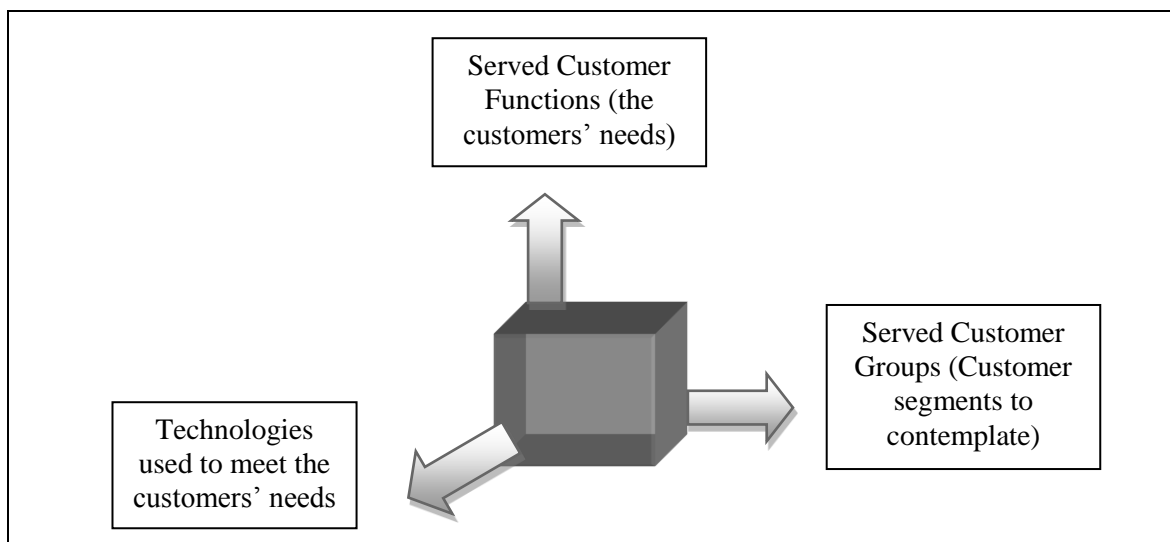 Served Customer
Functions (the
customers’ needs)
Served Customer
Groups (Customer
segments to
contemplate)
Technologies
used to meet the
customers’ needs